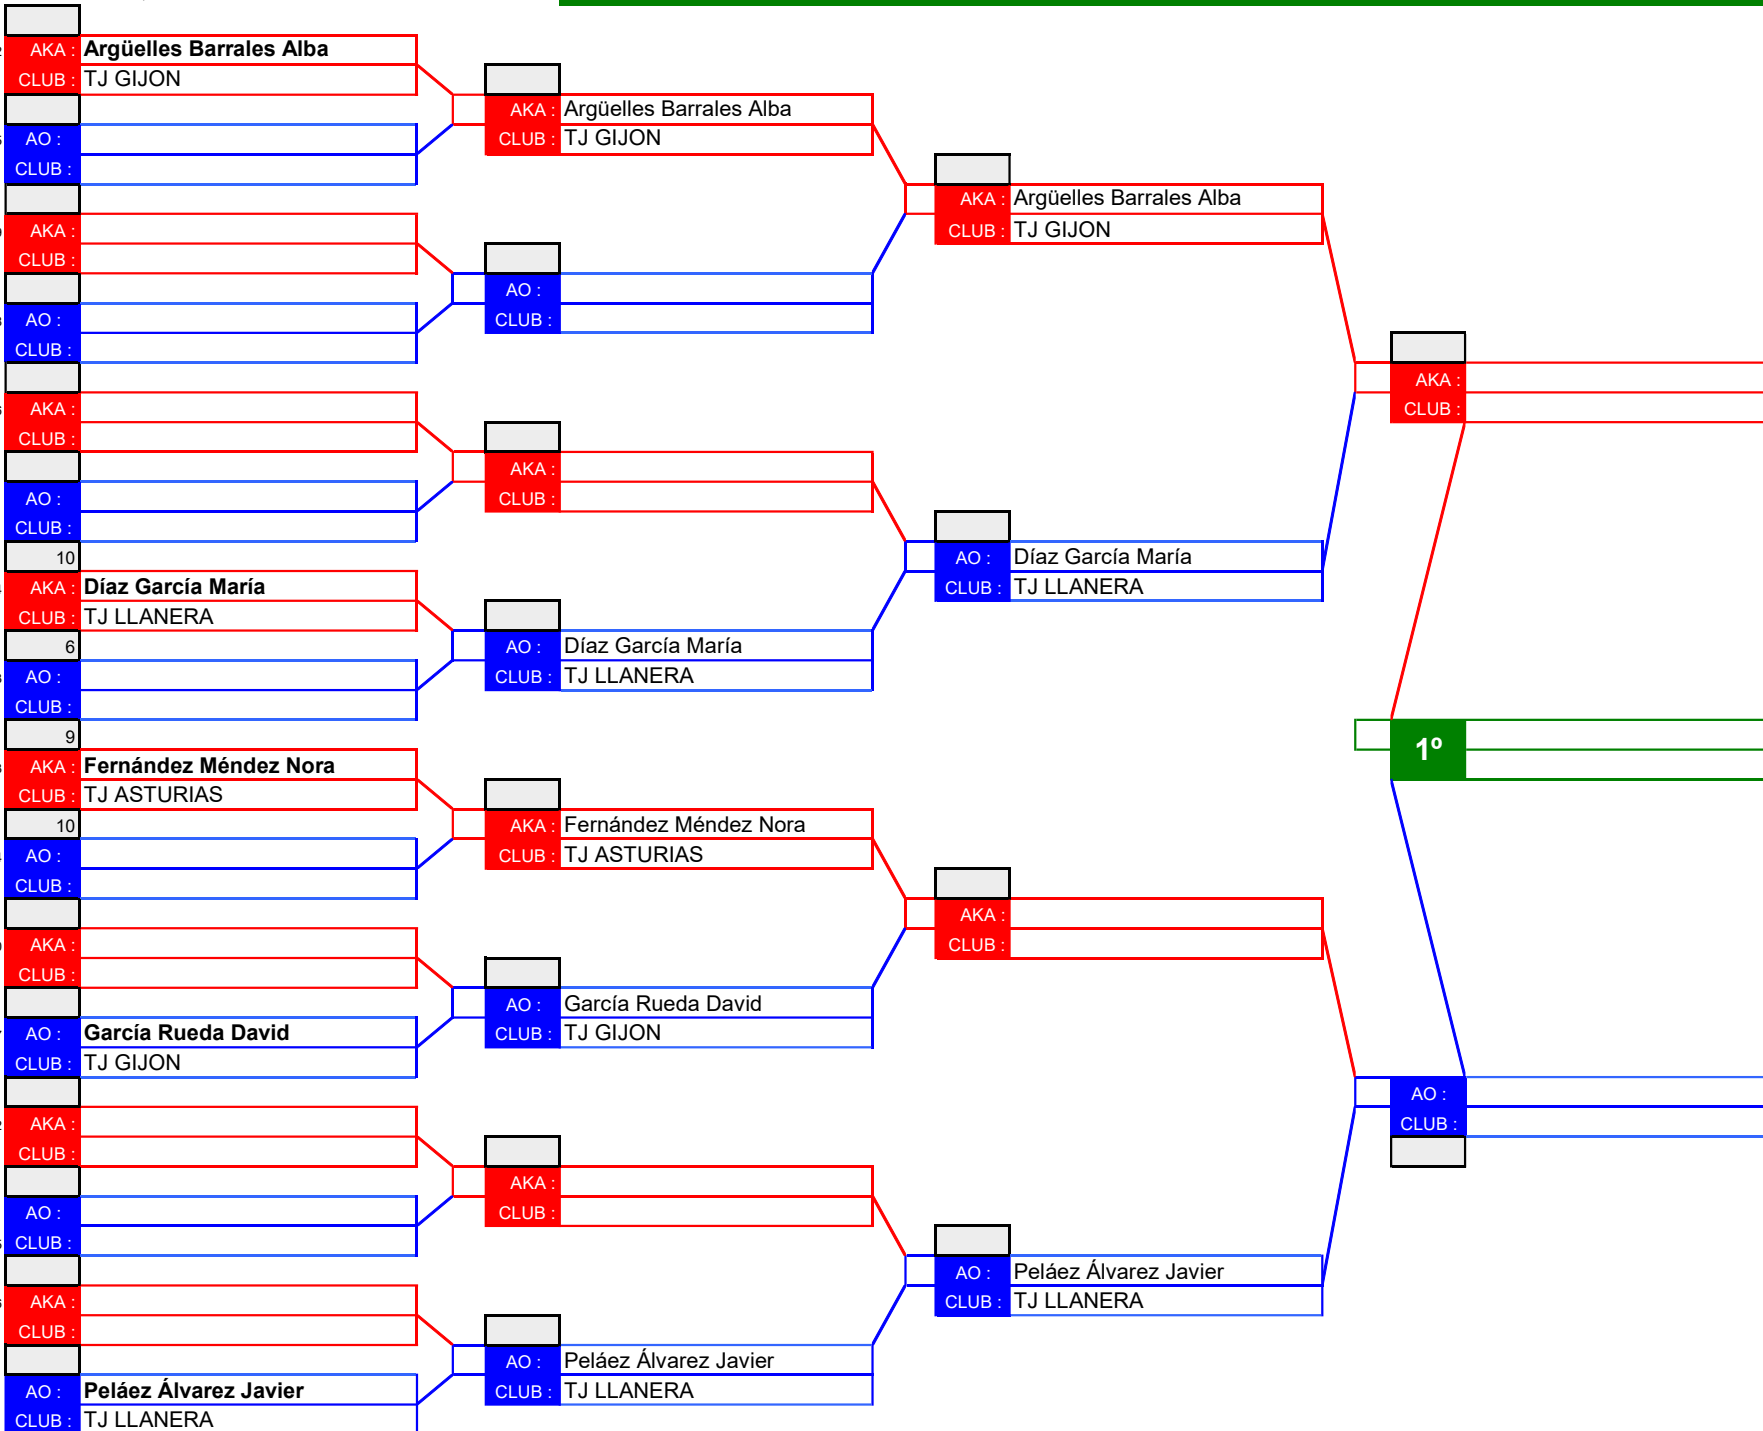 AKA : Argüelles Barrales Alba
CLUB : TJ GIJON
AO :
CLUB :
AKA :
CLUB :
AO :
CLUB :
AKA :
CLUB :
AO :
CLUB :
10
AKA : Díaz García María
CLUB : TJ LLANERA
6
AO :
CLUB :
9
AKA : Fernández Méndez Nora
CLUB : TJ ASTURIAS
10
AO :
CLUB :
AKA :
CLUB :
AO : García Rueda David
CLUB : TJ GIJON
AKA :
CLUB :
AO :
CLUB :
AKA :
CLUB :
AO : Peláez Álvarez Javier
CLUB : TJ LLANERA
AKA : Argüelles Barrales Alba
CLUB : TJ GIJON
AO :
CLUB :
AKA :
CLUB :
AO : Díaz García María
CLUB : TJ LLANERA
AKA : Fernández Méndez Nora
CLUB : TJ ASTURIAS
AO : García Rueda David
CLUB : TJ GIJON
AKA :
CLUB :
AO : Peláez Álvarez Javier
CLUB : TJ LLANERA
AKA : Argüelles Barrales Alba
CLUB : TJ GIJON
AO : Díaz García María
CLUB : TJ LLANERA
AKA :
CLUB :
AO : Peláez Álvarez Javier
CLUB : TJ LLANERA
AKA :
CLUB :
1º
AO :
CLUB :